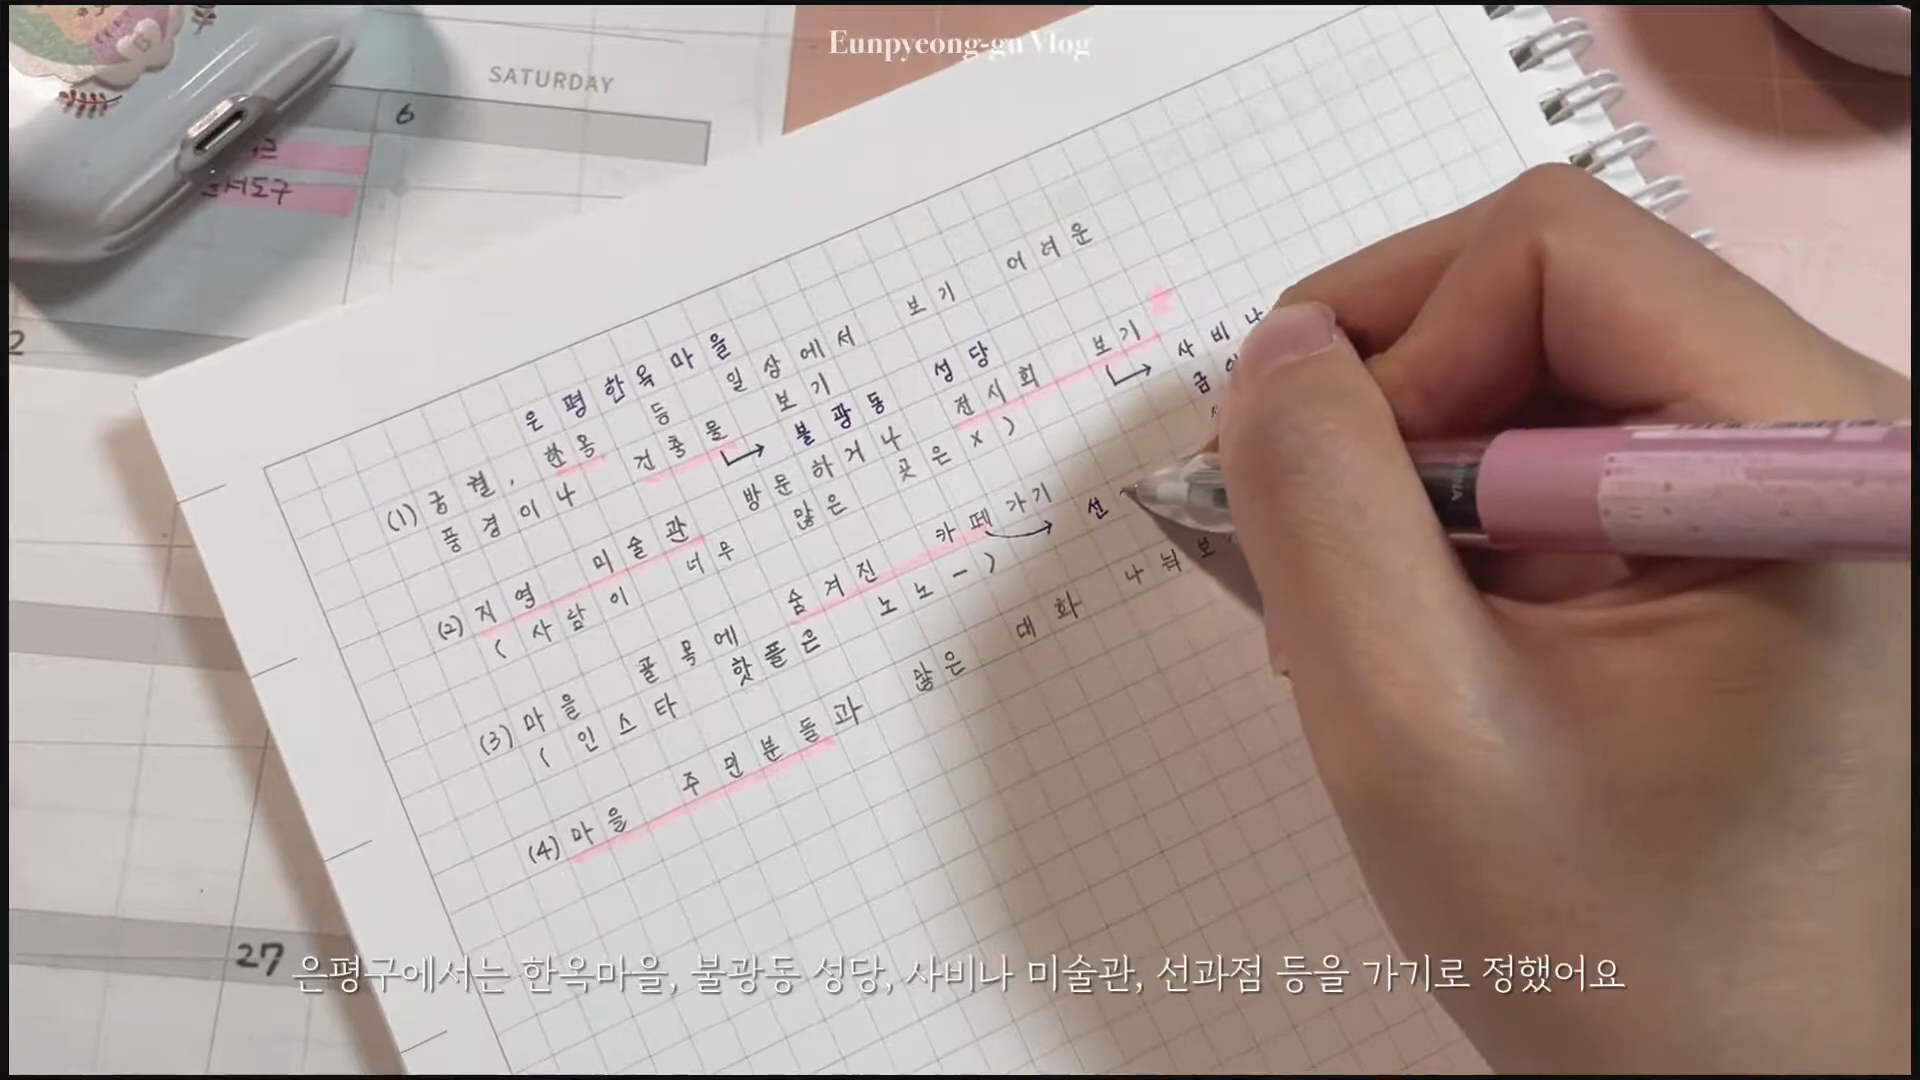 Eunpyeong-gu Vlog
SATURDAY
6
27
은평한옥마을
(1) 궁궐, 한옥 등 일상에서 보기 어려운
풍경이나 건축물 보기
불광동 성당
(2) 지역 미술관 방문하거나 전시회 보기
사비나
(사람이 너무 많은 곳은 X)
(3) 마을 골목에 숨겨진 카페 가기
선
(인스타 핫플은 노노-)
(4) 마을 주민분들과 많은 대화 나눠보
은평구에서는 한옥마을, 불광동 성당, 사비나 미술관, 선과점 등을 가기로 정했어요